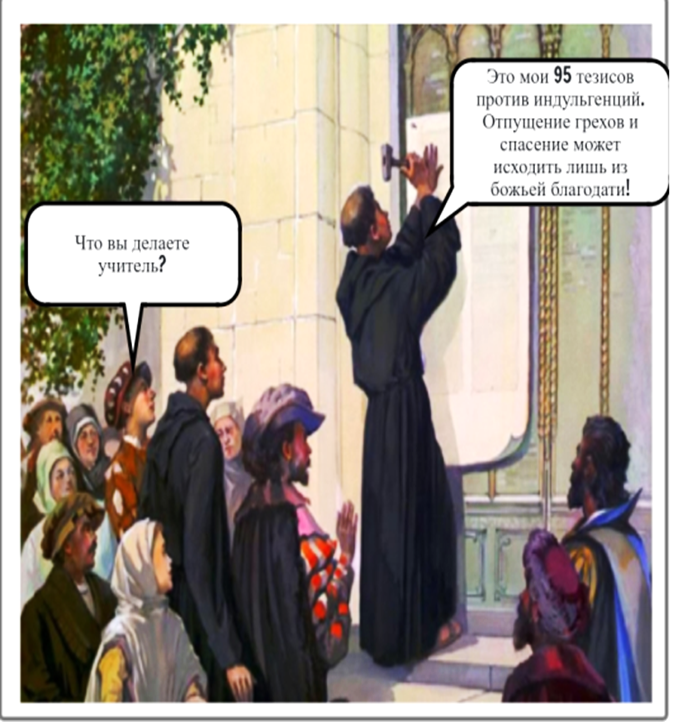 Это мои 95 тезисов
против индульгенций.
Отпущение грехов и
спасение может
исходить лишь из
божьей благодати!
Что вы делаете
учитель?